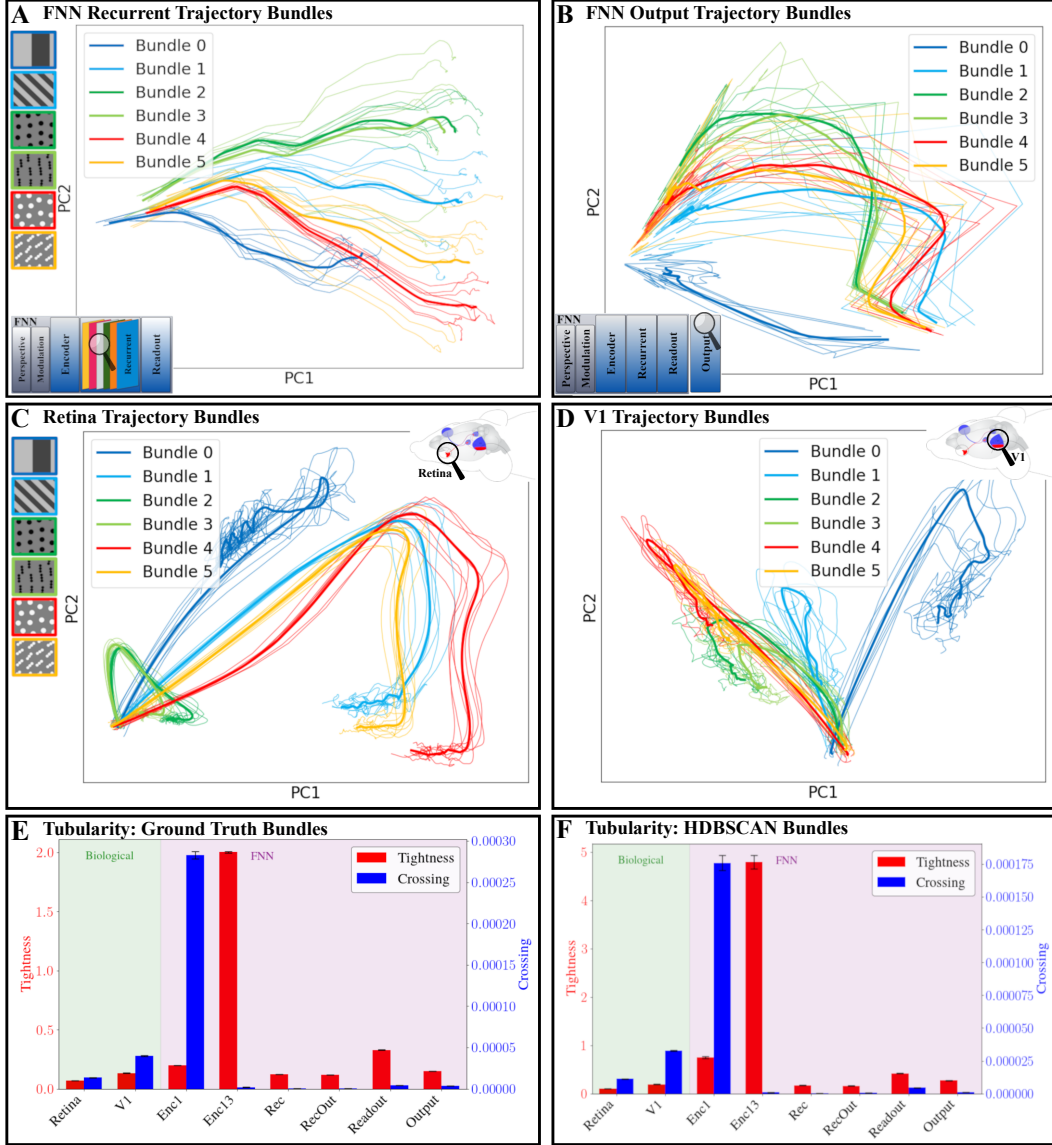 A FNN Recurrent Trajectory Bundles
Bundle 0
Bundle 1
Bundle 2
Bundle 3
Bundle 4
Bundle 5
PC2
PC1
FNN
Perspective
Modulation
Encoder
Recurrent
Readout
B FNN Output Trajectory Bundles
Bundle 0
Bundle 1
Bundle 2
Bundle 3
Bundle 4
Bundle 5
PC2
PC1
FNN
Perspective
Modulation
Encoder
Recurrent
Readout
Output
C Retina Trajectory Bundles
Bundle 0
Bundle 1
Bundle 2
Bundle 3
Bundle 4
Bundle 5
Retina
PC2
PC1
D V1 Trajectory Bundles
Bundle 0
Bundle 1
Bundle 2
Bundle 3
Bundle 4
Bundle 5
V1
PC2
PC1
E Tubularity: Ground Truth Bundles
Biological
FNN
Tightness
Crossing
Tightness
2.0
1.5
1.0
0.5
0.0
Crossing
0.00030
0.00025
0.00020
0.00015
0.00010
0.00005
0.00000
Retina
V1
Enc1
Enc13
Rec
RecOut
Readout
Output
F Tubularity: HDBSCAN Bundles
Biological
FNN
Tightness
Crossing
Tightness
5
4
3
2
1
0
Crossing
0.000175
0.000150
0.000125
0.000100
0.000075
0.000050
0.000025
0.000000
Retina
V1
Enc1
Enc13
Rec
RecOut
Readout
Output